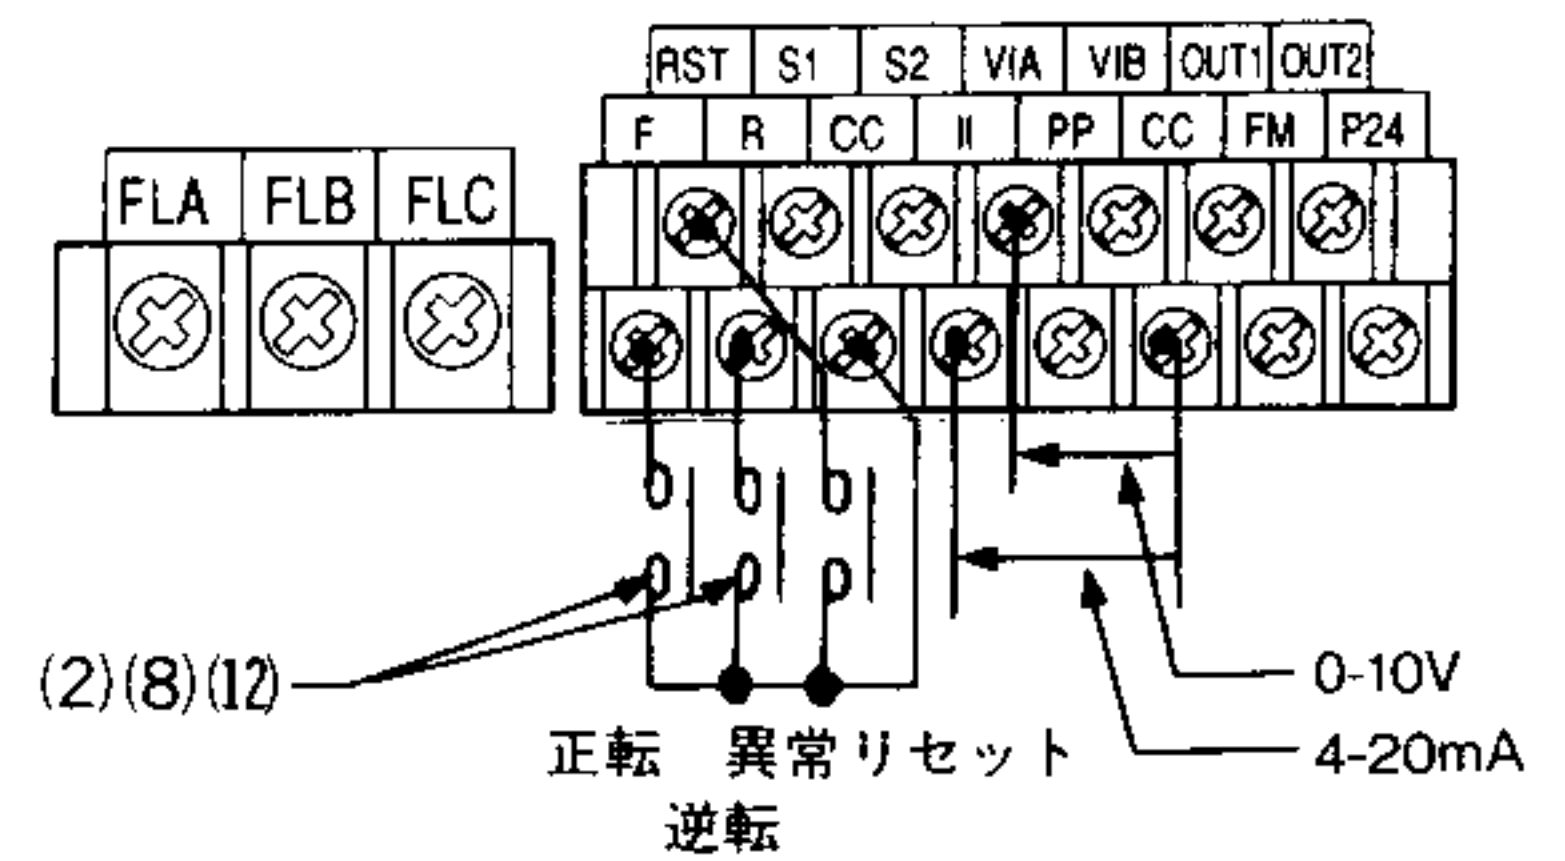 RST S1 S2 VIA VIB OUT1 OUT2
F R CC II PP CC FM P24
FLA FLB FLC
(2)(8)(12)
0-10V
正転 異常リセット
4-20mA
逆転